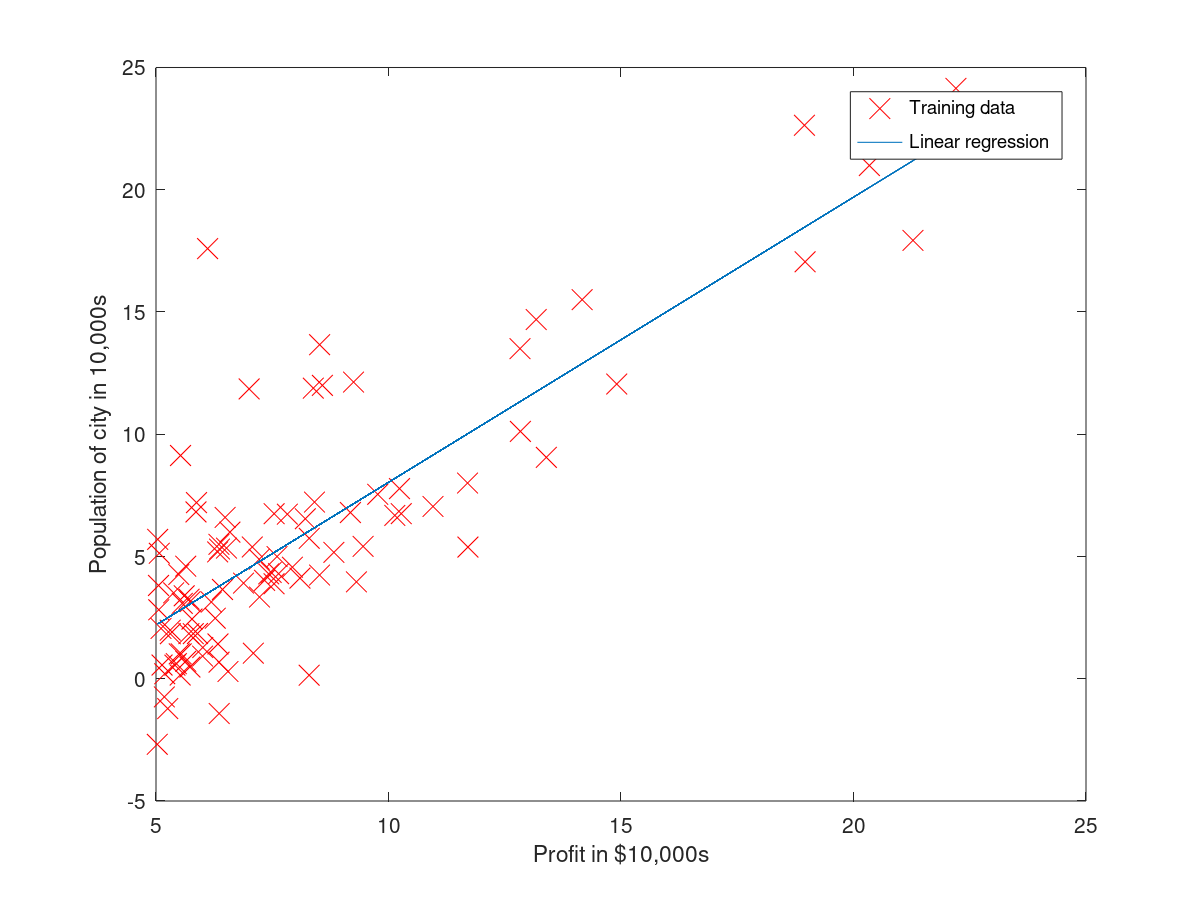 25
20
15
10
5
0
-5
Population of city in 10,000s
Training data
Linear regression
5 10 15 20 25
Profit in $10,000s